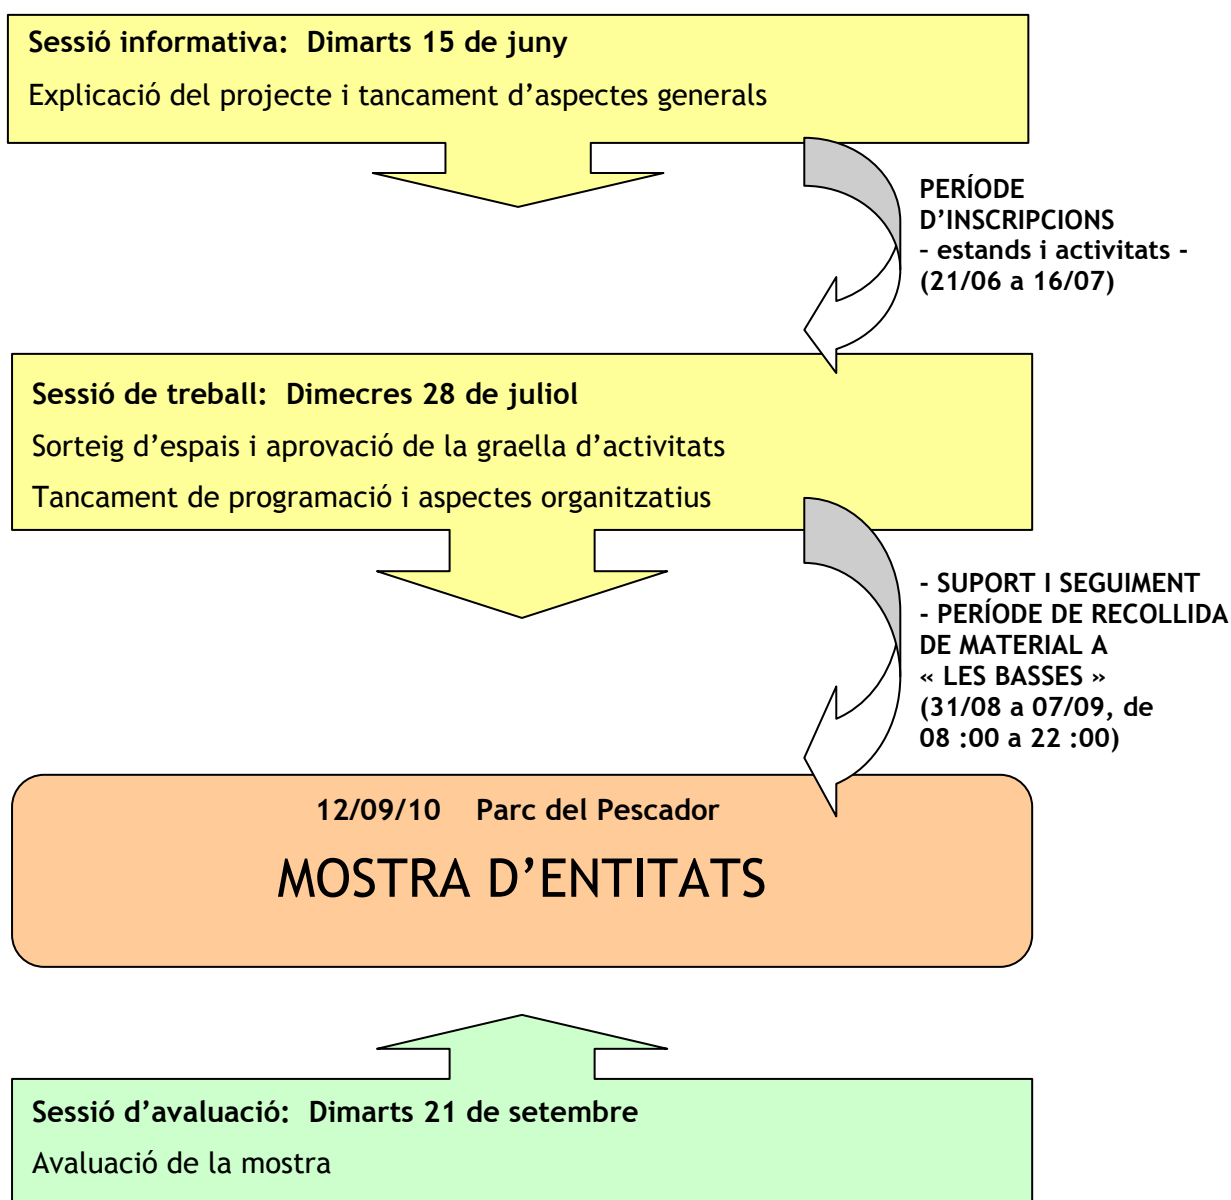 Sessió informativa:  Dimarts 15 de juny
Explicació del projecte i tancament d’aspectes generals
PERÍODE
D’INSCRIPCIONS
– estands i activitats -
(21/06 a 16/07)
Sessió de treball:  Dimecres 28 de juliol
Sorteig d’espais i aprovació de la graella d’activitats
Tancament de programació i aspectes organitzatius
- SUPORT I SEGUIMENT
- PERÍODE DE RECOLLIDA
DE MATERIAL A
« LES BASSES »
(31/08 a 07/09, de
08 :00 a 22 :00)
12/09/10    Parc del Pescador
MOSTRA D’ENTITATS
Sessió d’avaluació:  Dimarts 21 de setembre
Avaluació de la mostra